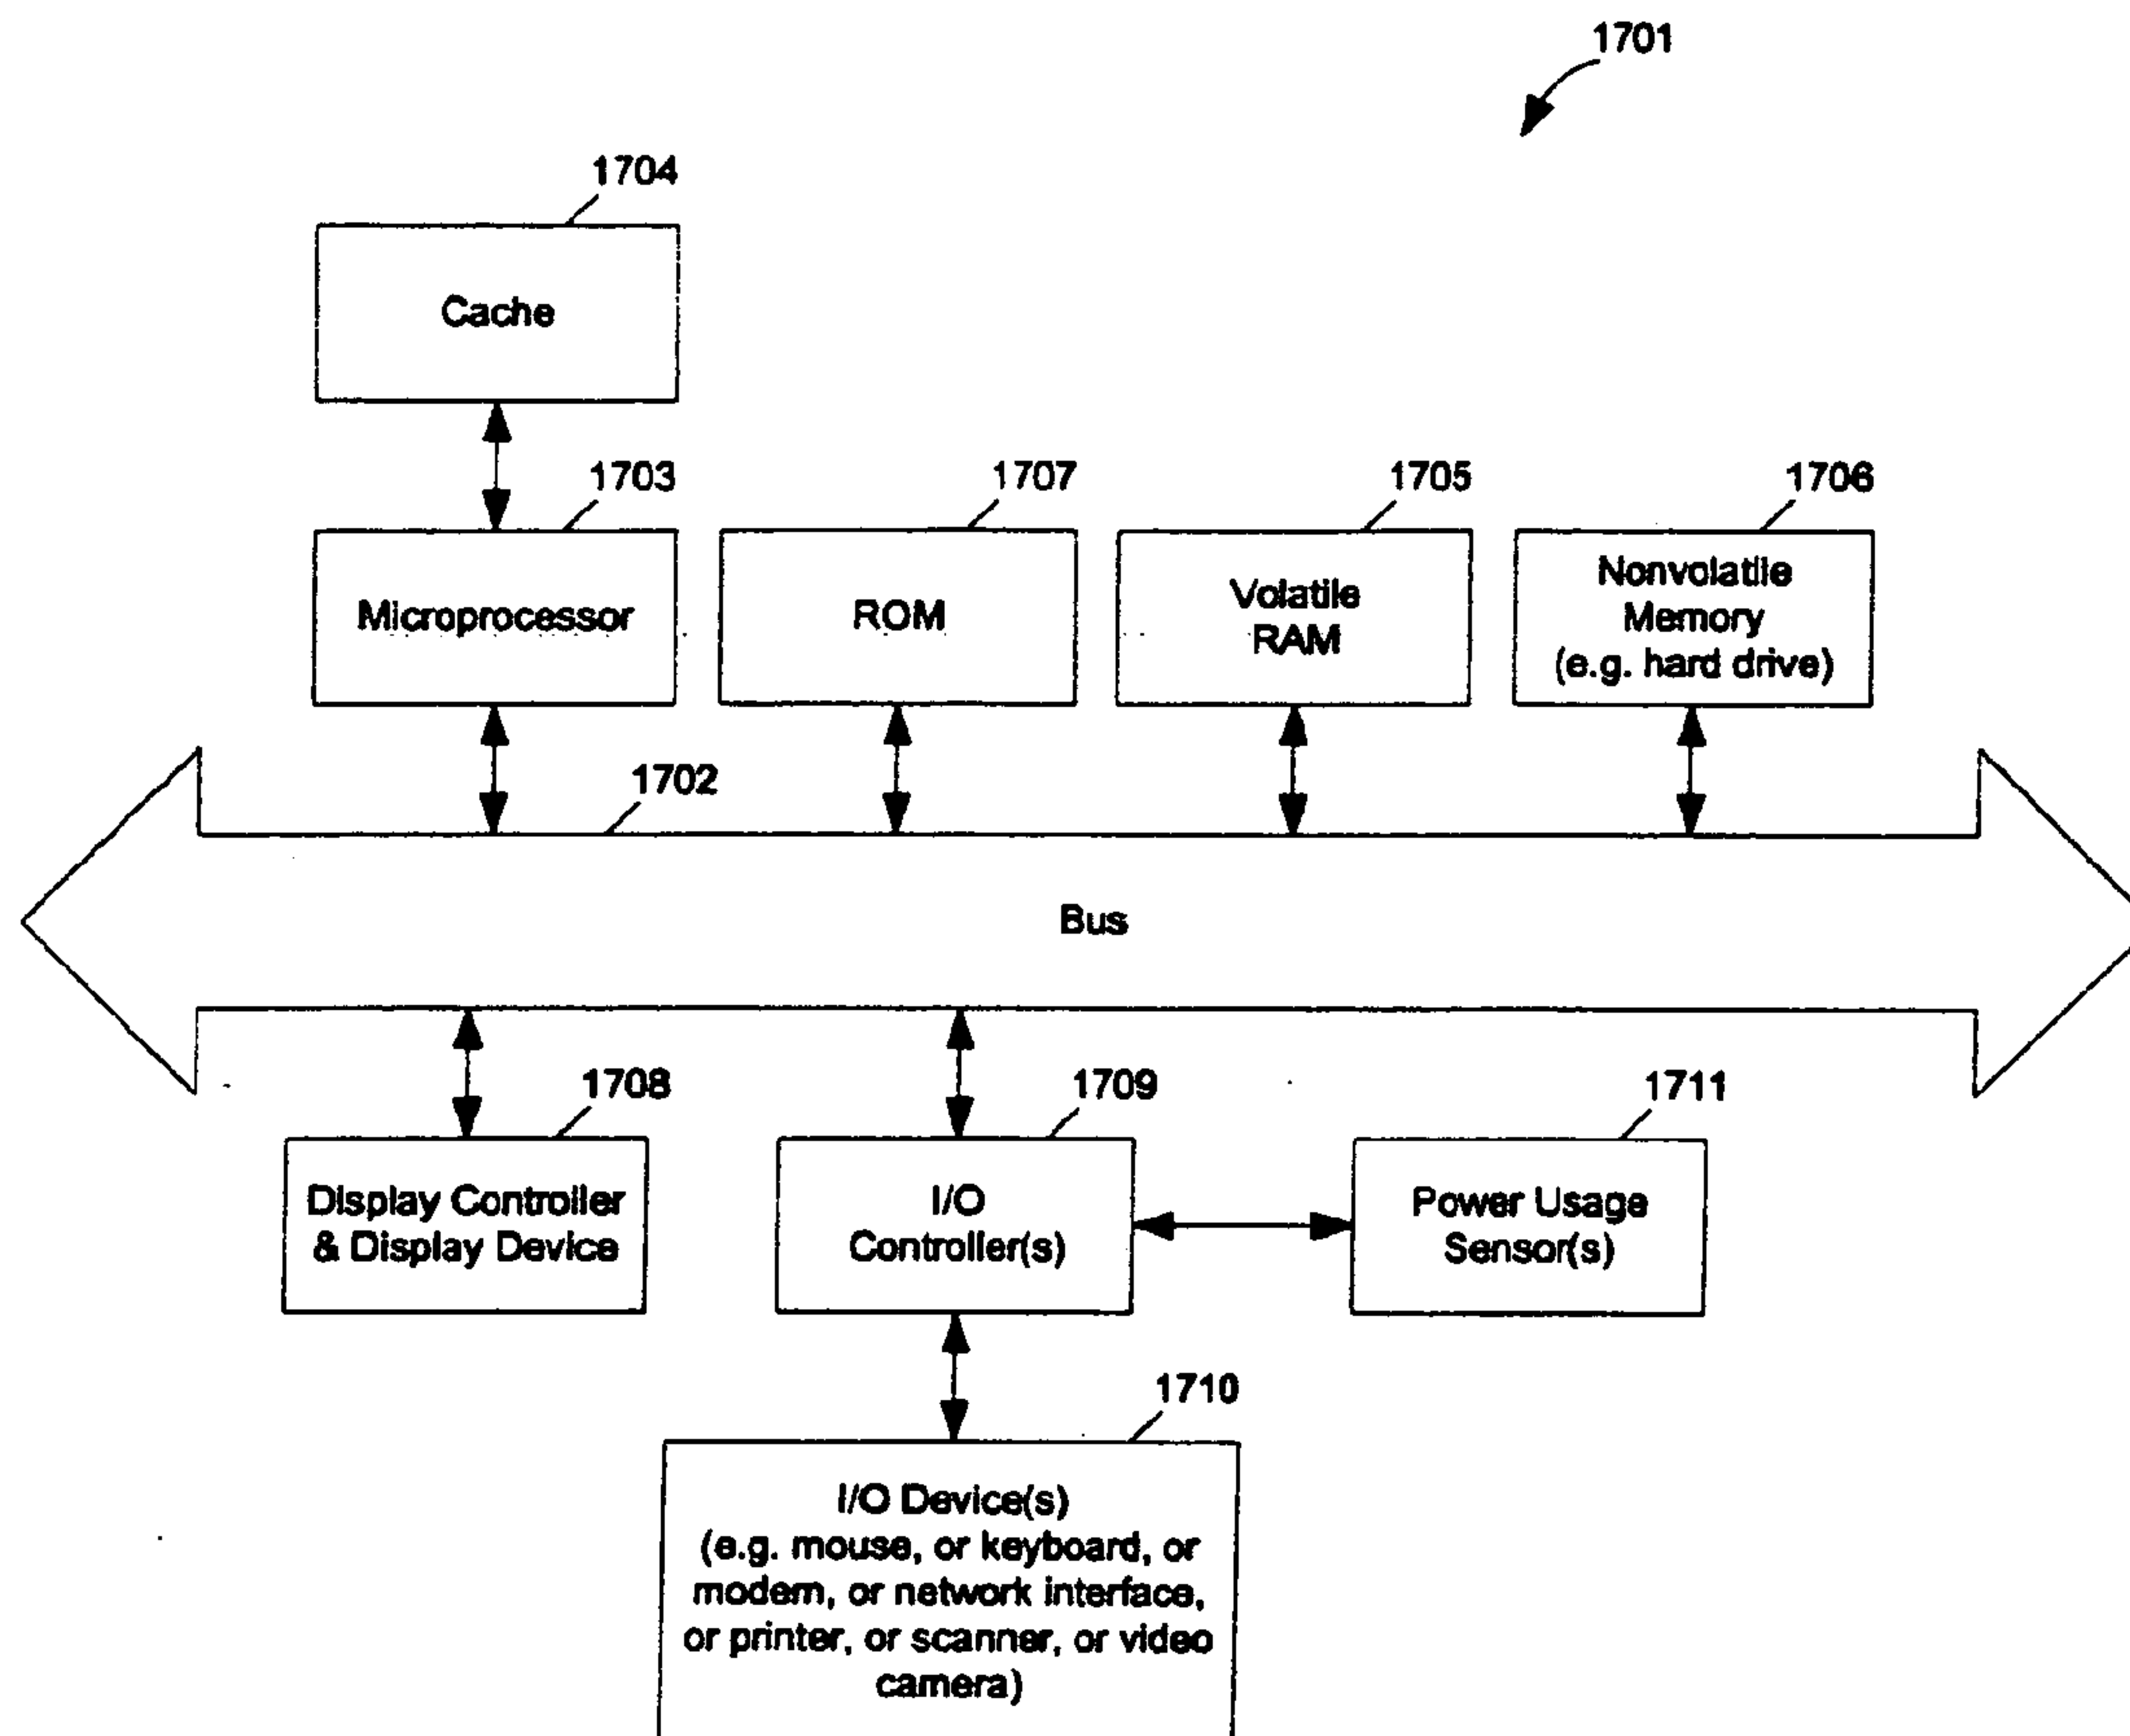 1701
1704
Cache
1703
1707
1705
1706
Microprocessor
ROM
Volatile
RAM
Nonvolatile
Memory
(e.g. hard drive)
1702
Bus
1708
1709
1711
Display Controller
& Display Device
I/O
Controller(s)
Power Usage
Sensor(s)
1710
I/O Device(s)
(e.g. mouse, or keyboard, or
modem, or network interface,
or printer, or scanner, or video
camera)